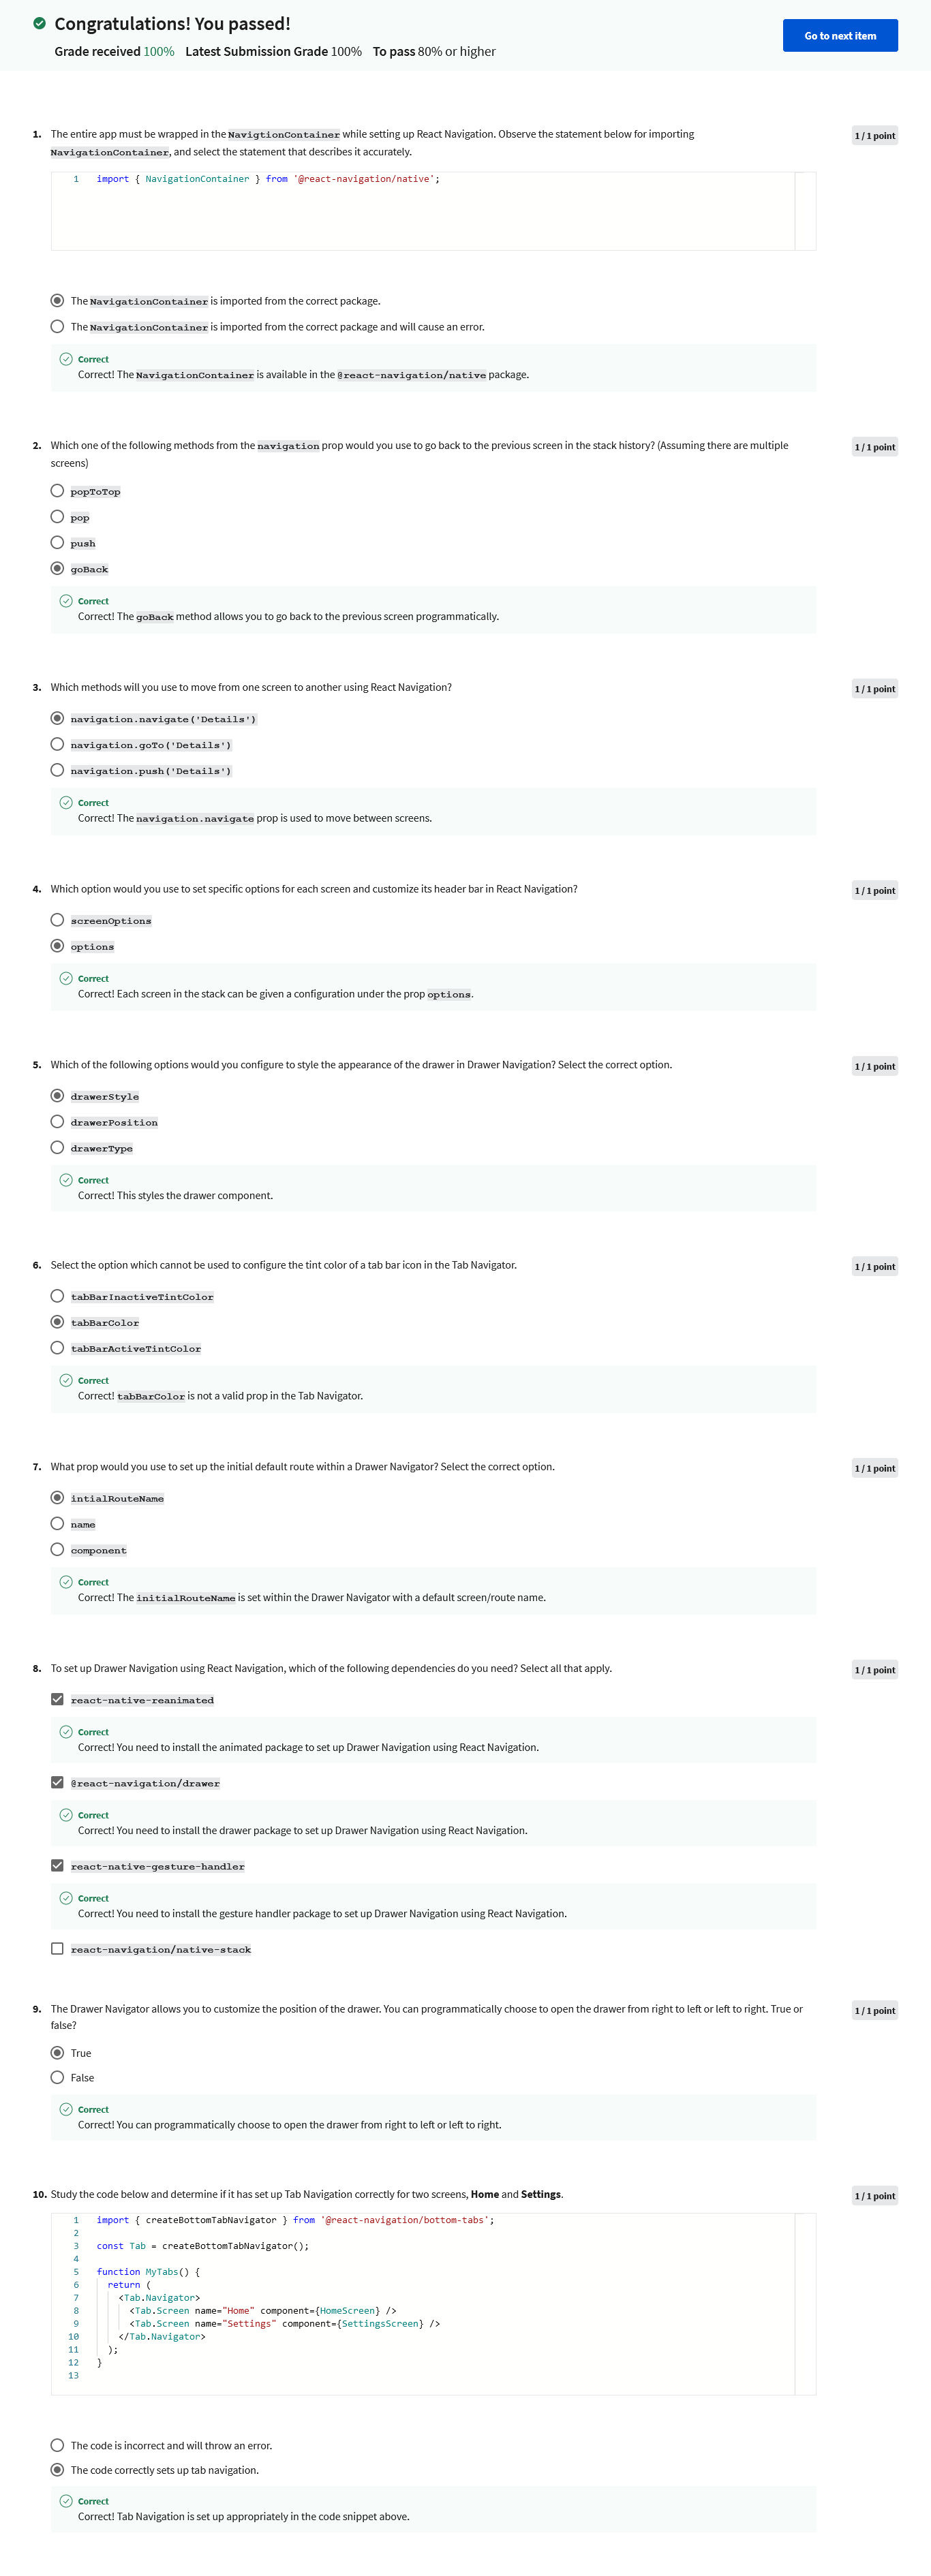 Congratulations! You passed!
Grade received 100% Latest Submission Grade 100% To pass 80% or higher
Go to next item
1. The entire app must be wrapped in the NavigtionContainer while setting up React Navigation. Observe the statement below for importing
NavigationContainer, and select the statement that describes it accurately.
1 / 1 point
1 import { NavigationContainer } from '@react-navigation/native';
The NavigationContainer is imported from the correct package.
The NavigationContainer is imported from the correct package and will cause an error.
Correct
Correct! The NavigationContainer is available in the @react-navigation/native package.
2. Which one of the following methods from the navigation prop would you use to go back to the previous screen in the stack history? (Assuming there are multiple
screens)
1 / 1 point
popToTop
pop
push
goBack
Correct
Correct! The goBack method allows you to go back to the previous screen programmatically.
3. Which methods will you use to move from one screen to another using React Navigation?
1 / 1 point
navigation.navigate('Details')
navigation.goTo('Details')
navigation.push('Details')
Correct
Correct! The navigation.navigate prop is used to move between screens.
4. Which option would you use to set specific options for each screen and customize its header bar in React Navigation?
1 / 1 point
screenOptions
options
Correct
Correct! Each screen in the stack can be given a configuration under the prop options.
5. Which of the following options would you configure to style the appearance of the drawer in Drawer Navigation? Select the correct option.
1 / 1 point
drawerStyle
drawerPosition
drawerType
Correct
Correct! This styles the drawer component.
6. Select the option which cannot be used to configure the tint color of a tab bar icon in the Tab Navigator.
1 / 1 point
tabBarInactiveTintColor
tabBarColor
tabBarActiveTintColor
Correct
Correct! tabBarColor is not a valid prop in the Tab Navigator.
7. What prop would you use to set up the initial default route within a Drawer Navigator? Select the correct option.
1 / 1 point
intialRouteName
name
component
Correct
Correct! The initialRouteName is set within the Drawer Navigator with a default screen/route name.
8. To set up Drawer Navigation using React Navigation, which of the following dependencies do you need? Select all that apply.
1 / 1 point
react-native-reanimated
Correct
Correct! You need to install the animated package to set up Drawer Navigation using React Navigation.
@react-navigation/drawer
Correct
Correct! You need to install the drawer package to set up Drawer Navigation using React Navigation.
react-native-gesture-handler
Correct
Correct! You need to install the gesture handler package to set up Drawer Navigation using React Navigation.
react-navigation/native-stack
9. The Drawer Navigator allows you to customize the position of the drawer. You can programmatically choose to open the drawer from right to left or left to right. True or
false?
1 / 1 point
True
False
Correct
Correct! You can programmatically choose to open the drawer from right to left or left to right.
10. Study the code below and determine if it has set up Tab Navigation correctly for two screens, Home and Settings.
1 / 1 point
1 import { createBottomTabNavigator } from '@react-navigation/bottom-tabs';
2
3 const Tab = createBottomTabNavigator();
4
5 function MyTabs() {
6 return (
7 <Tab.Navigator>
8 <Tab.Screen name="Home" component={HomeScreen} />
9 <Tab.Screen name="Settings" component={SettingsScreen} />
10 </Tab.Navigator>
11 );
12 }
13
The code is incorrect and will throw an error.
The code correctly sets up tab navigation.
Correct
Correct! Tab Navigation is set up appropriately in the code snippet above.